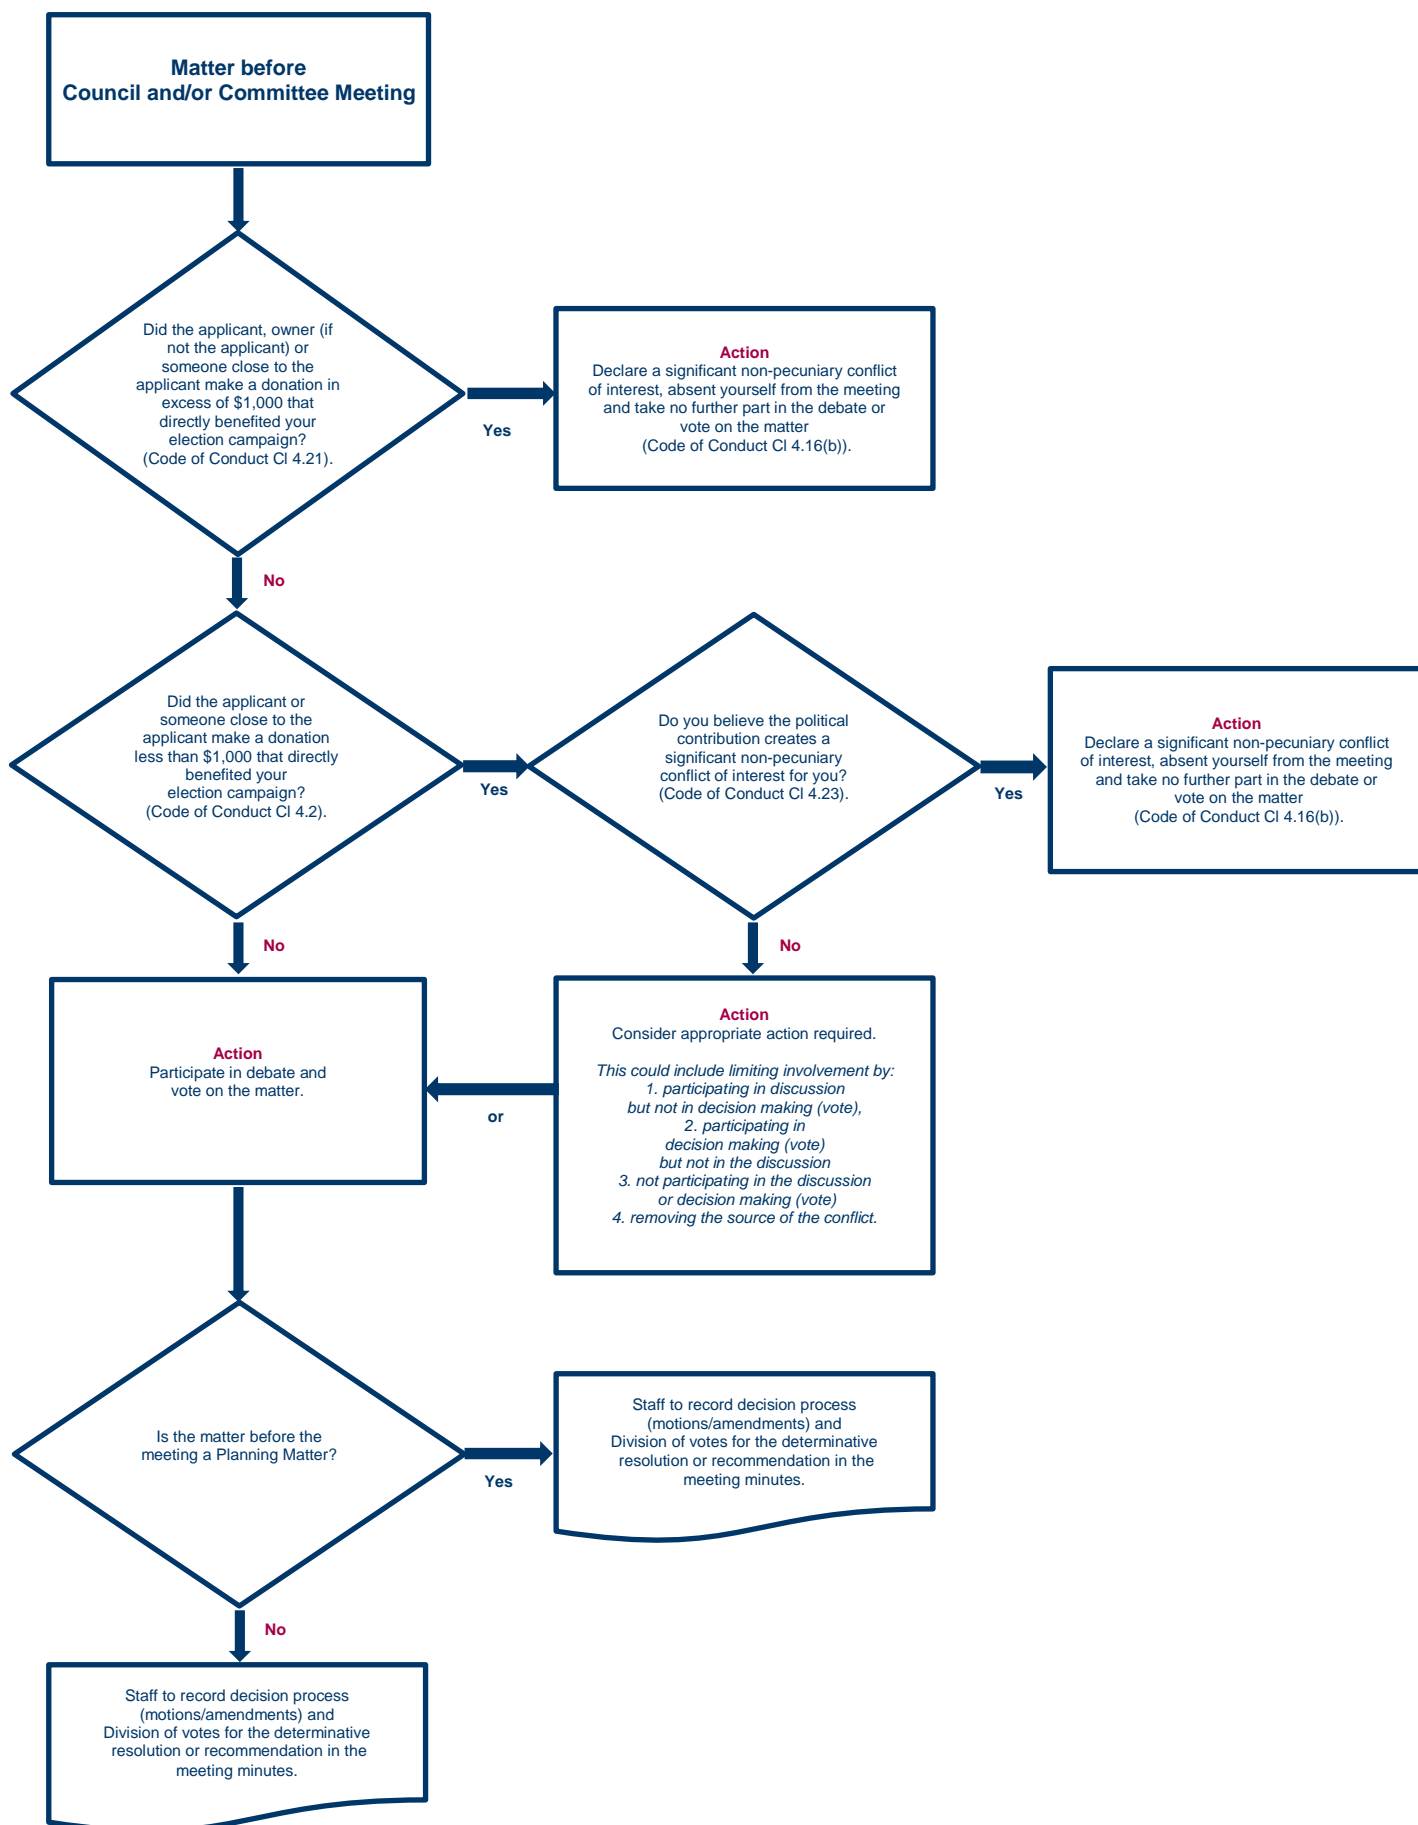 Matter before
Council and/or Committee Meeting
Did the applicant, owner (if
not the applicant) or
someone close to the
applicant make a donation in
excess of $1,000 that
directly benefited your
election campaign?
(Code of Conduct Cl 4.21).
Yes
Action
Declare a significant non-pecuniary conflict
of interest, absent yourself from the meeting
and take no further part in the debate or
vote on the matter
(Code of Conduct Cl 4.16(b)).
No
Did the applicant or
someone close to the
applicant make a donation
less than $1,000 that directly
benefited your
election campaign?
(Code of Conduct Cl 4.2).
Yes
Do you believe the political
contribution creates a
significant non-pecuniary
conflict of interest for you?
(Code of Conduct Cl 4.23).
Yes
Action
Declare a significant non-pecuniary conflict
of interest, absent yourself from the meeting
and take no further part in the debate or
vote on the matter
(Code of Conduct Cl 4.16(b)).
No
No
Action
Participate in debate and
vote on the matter.
or
Action
Consider appropriate action required.
This could include limiting involvement by:
1. participating in discussion
but not in decision making (vote),
2. participating in
decision making (vote)
but not in the discussion
3. not participating in the discussion
or decision making (vote)
4. removing the source of the conflict.
Is the matter before the
meeting a Planning Matter?
Yes
Staff to record decision process
(motions/amendments) and
Division of votes for the determinative
resolution or recommendation in the
meeting minutes.
No
Staff to record decision process
(motions/amendments) and
Division of votes for the determinative
resolution or recommendation in the
meeting minutes.